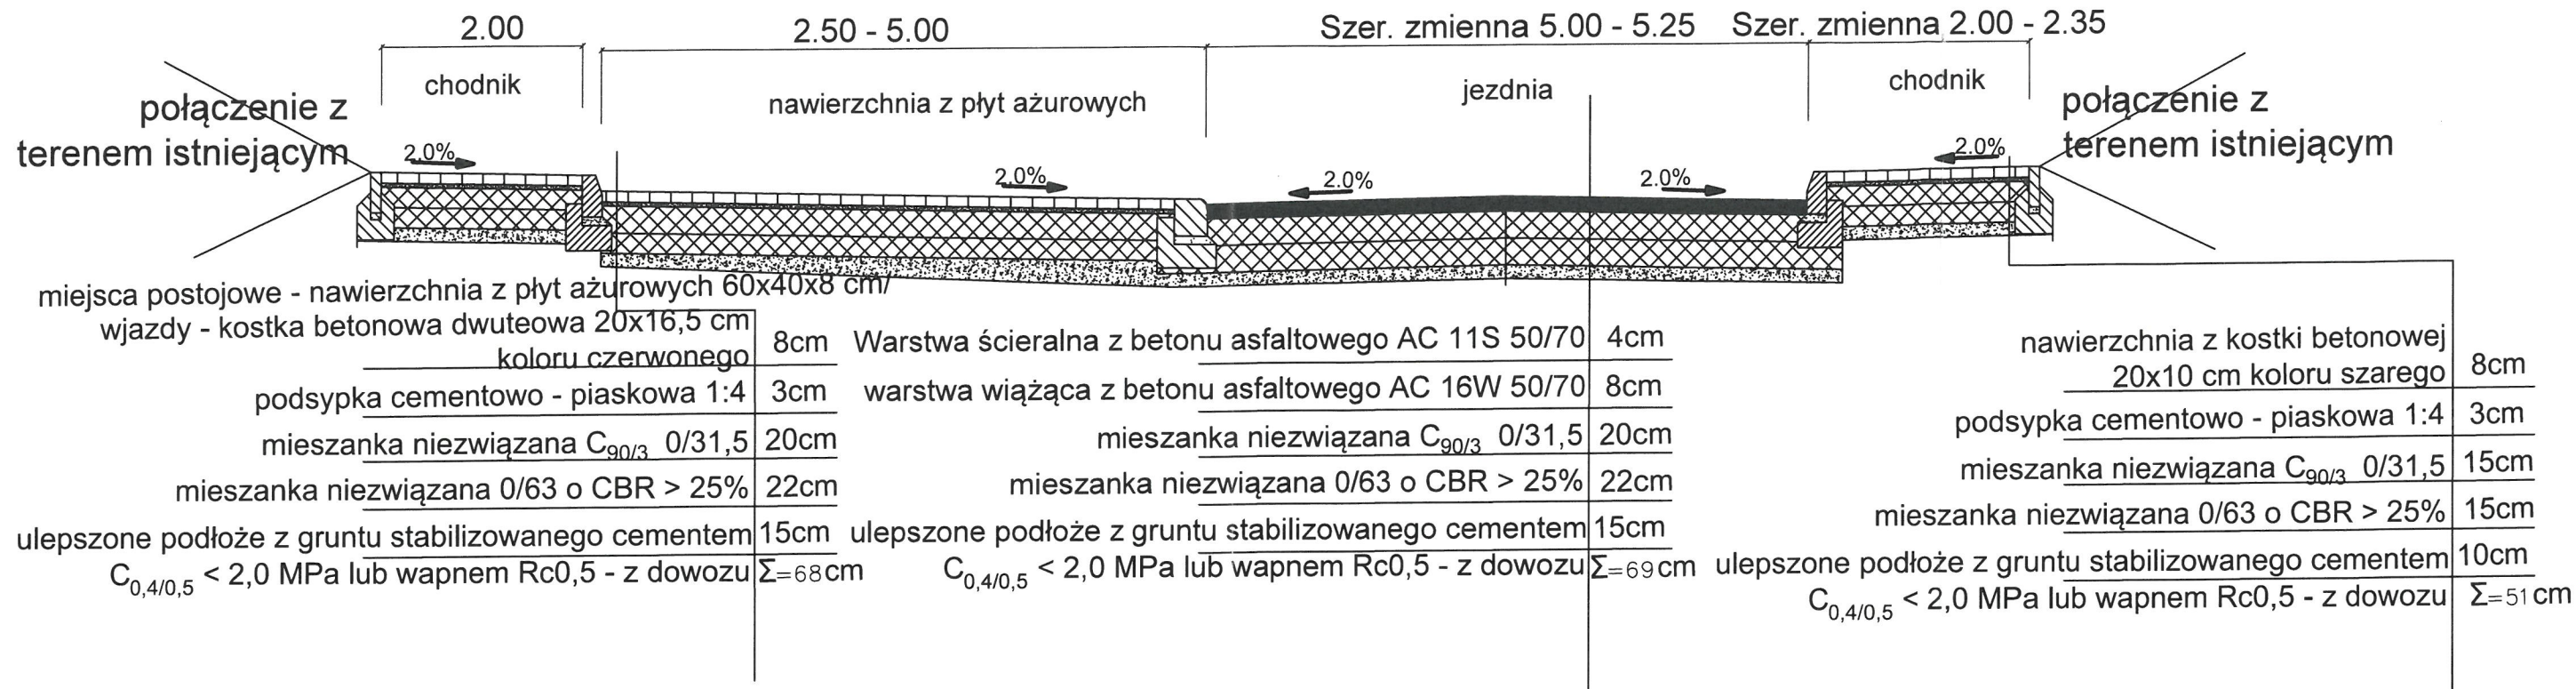 2.00
2.50 - 5.00
Szer. zmienna 5.00 - 5.25
Szer. zmienna 2.00 - 2.35
chodnik
nawierzchnia z płyt ażurowych
jezdnia
chodnik
połączenie z
terenem istniejącym
połączenie z
terenem istniejącym
2.0%
2.0%
2.0%
2.0%
2.0%
miejsca postojowe - nawierzchnia z płyt ażurowych 60x40x8 cm/
wjazdy - kostka betonowa dwuteowa 20x16,5 cm
koloru czerwonego 8cm
podsypka cementowo - piaskowa 1:4 3cm
mieszanka niezwiązana C90/3 0/31,5 20cm
mieszanka niezwiązana 0/63 o CBR > 25% 22cm
ulepszone podłoże z gruntu stabilizowanego cementem 15cm
C0,4/0,5 < 2,0 MPa lub wapnem Rc0,5 - z dowozu Σ=68cm
Warstwa ścieralna z betonu asfaltowego AC 11S 50/70 4cm
warstwa wiążąca z betonu asfaltowego AC 16W 50/70 8cm
mieszanka niezwiązana C90/3 0/31,5 20cm
mieszanka niezwiązana 0/63 o CBR > 25% 22cm
ulepszone podłoże z gruntu stabilizowanego cementem 15cm
C0,4/0,5 < 2,0 MPa lub wapnem Rc0,5 - z dowozu Σ=69cm
nawierzchnia z kostki betonowej
20x10 cm koloru szarego 8cm
podsypka cementowo - piaskowa 1:4 3cm
mieszanka niezwiązana C90/3 0/31,5 15cm
mieszanka niezwiązana 0/63 o CBR > 25% 15cm
ulepszone podłoże z gruntu stabilizowanego cementem 10cm
C0,4/0,5 < 2,0 MPa lub wapnem Rc0,5 - z dowozu Σ=51cm